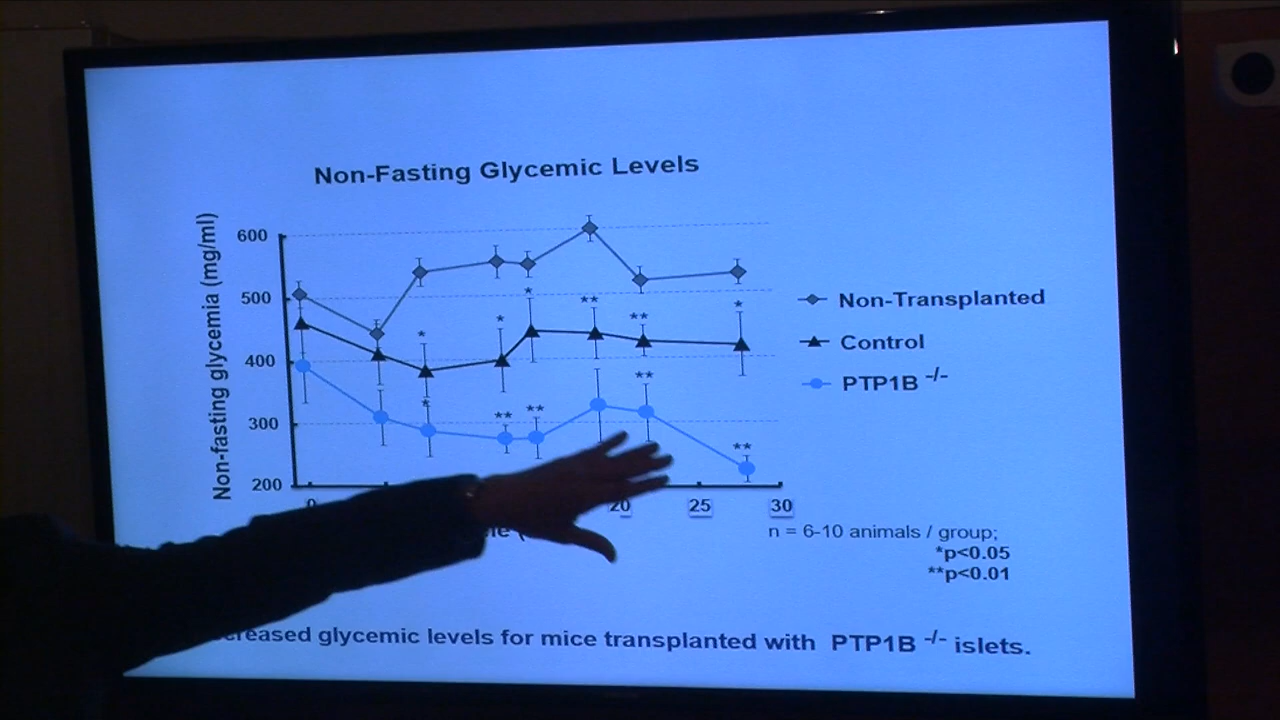 Non-Fasting Glycemic Levels
Non-fasting glycemia (mg/ml)
600
500
400
300
200
*
*
*
**
**
*
*
**
**
**
**
0
20
25
30
Non-Transplanted
Control
PTP1B -/-
n = 6-10 animals / group;
*p<0.05
**p<0.01
glycemic levels for mice transplanted with PTP1B -/- islets.